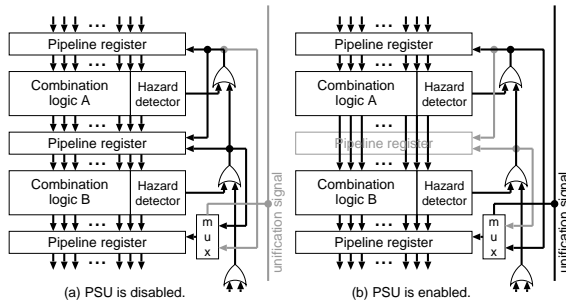 Pipeline register
Combination
logic A
Hazard
detector
Pipeline register
Combination
logic B
Hazard
detector
mux
Pipeline register
unification signal
(a) PSU is disabled.
Pipeline register
Combination
logic A
Hazard
detector
Pipeline register
Combination
logic B
Hazard
detector
mux
Pipeline register
unification signal
(b) PSU is enabled.